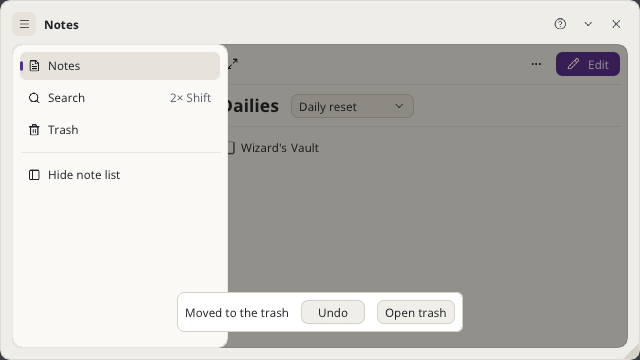 Notes
Notes
Search 2× Shift
Trash
Hide note list
Edit
Dailies Daily reset
Wizard's Vault
Moved to the trash Undo Open trash